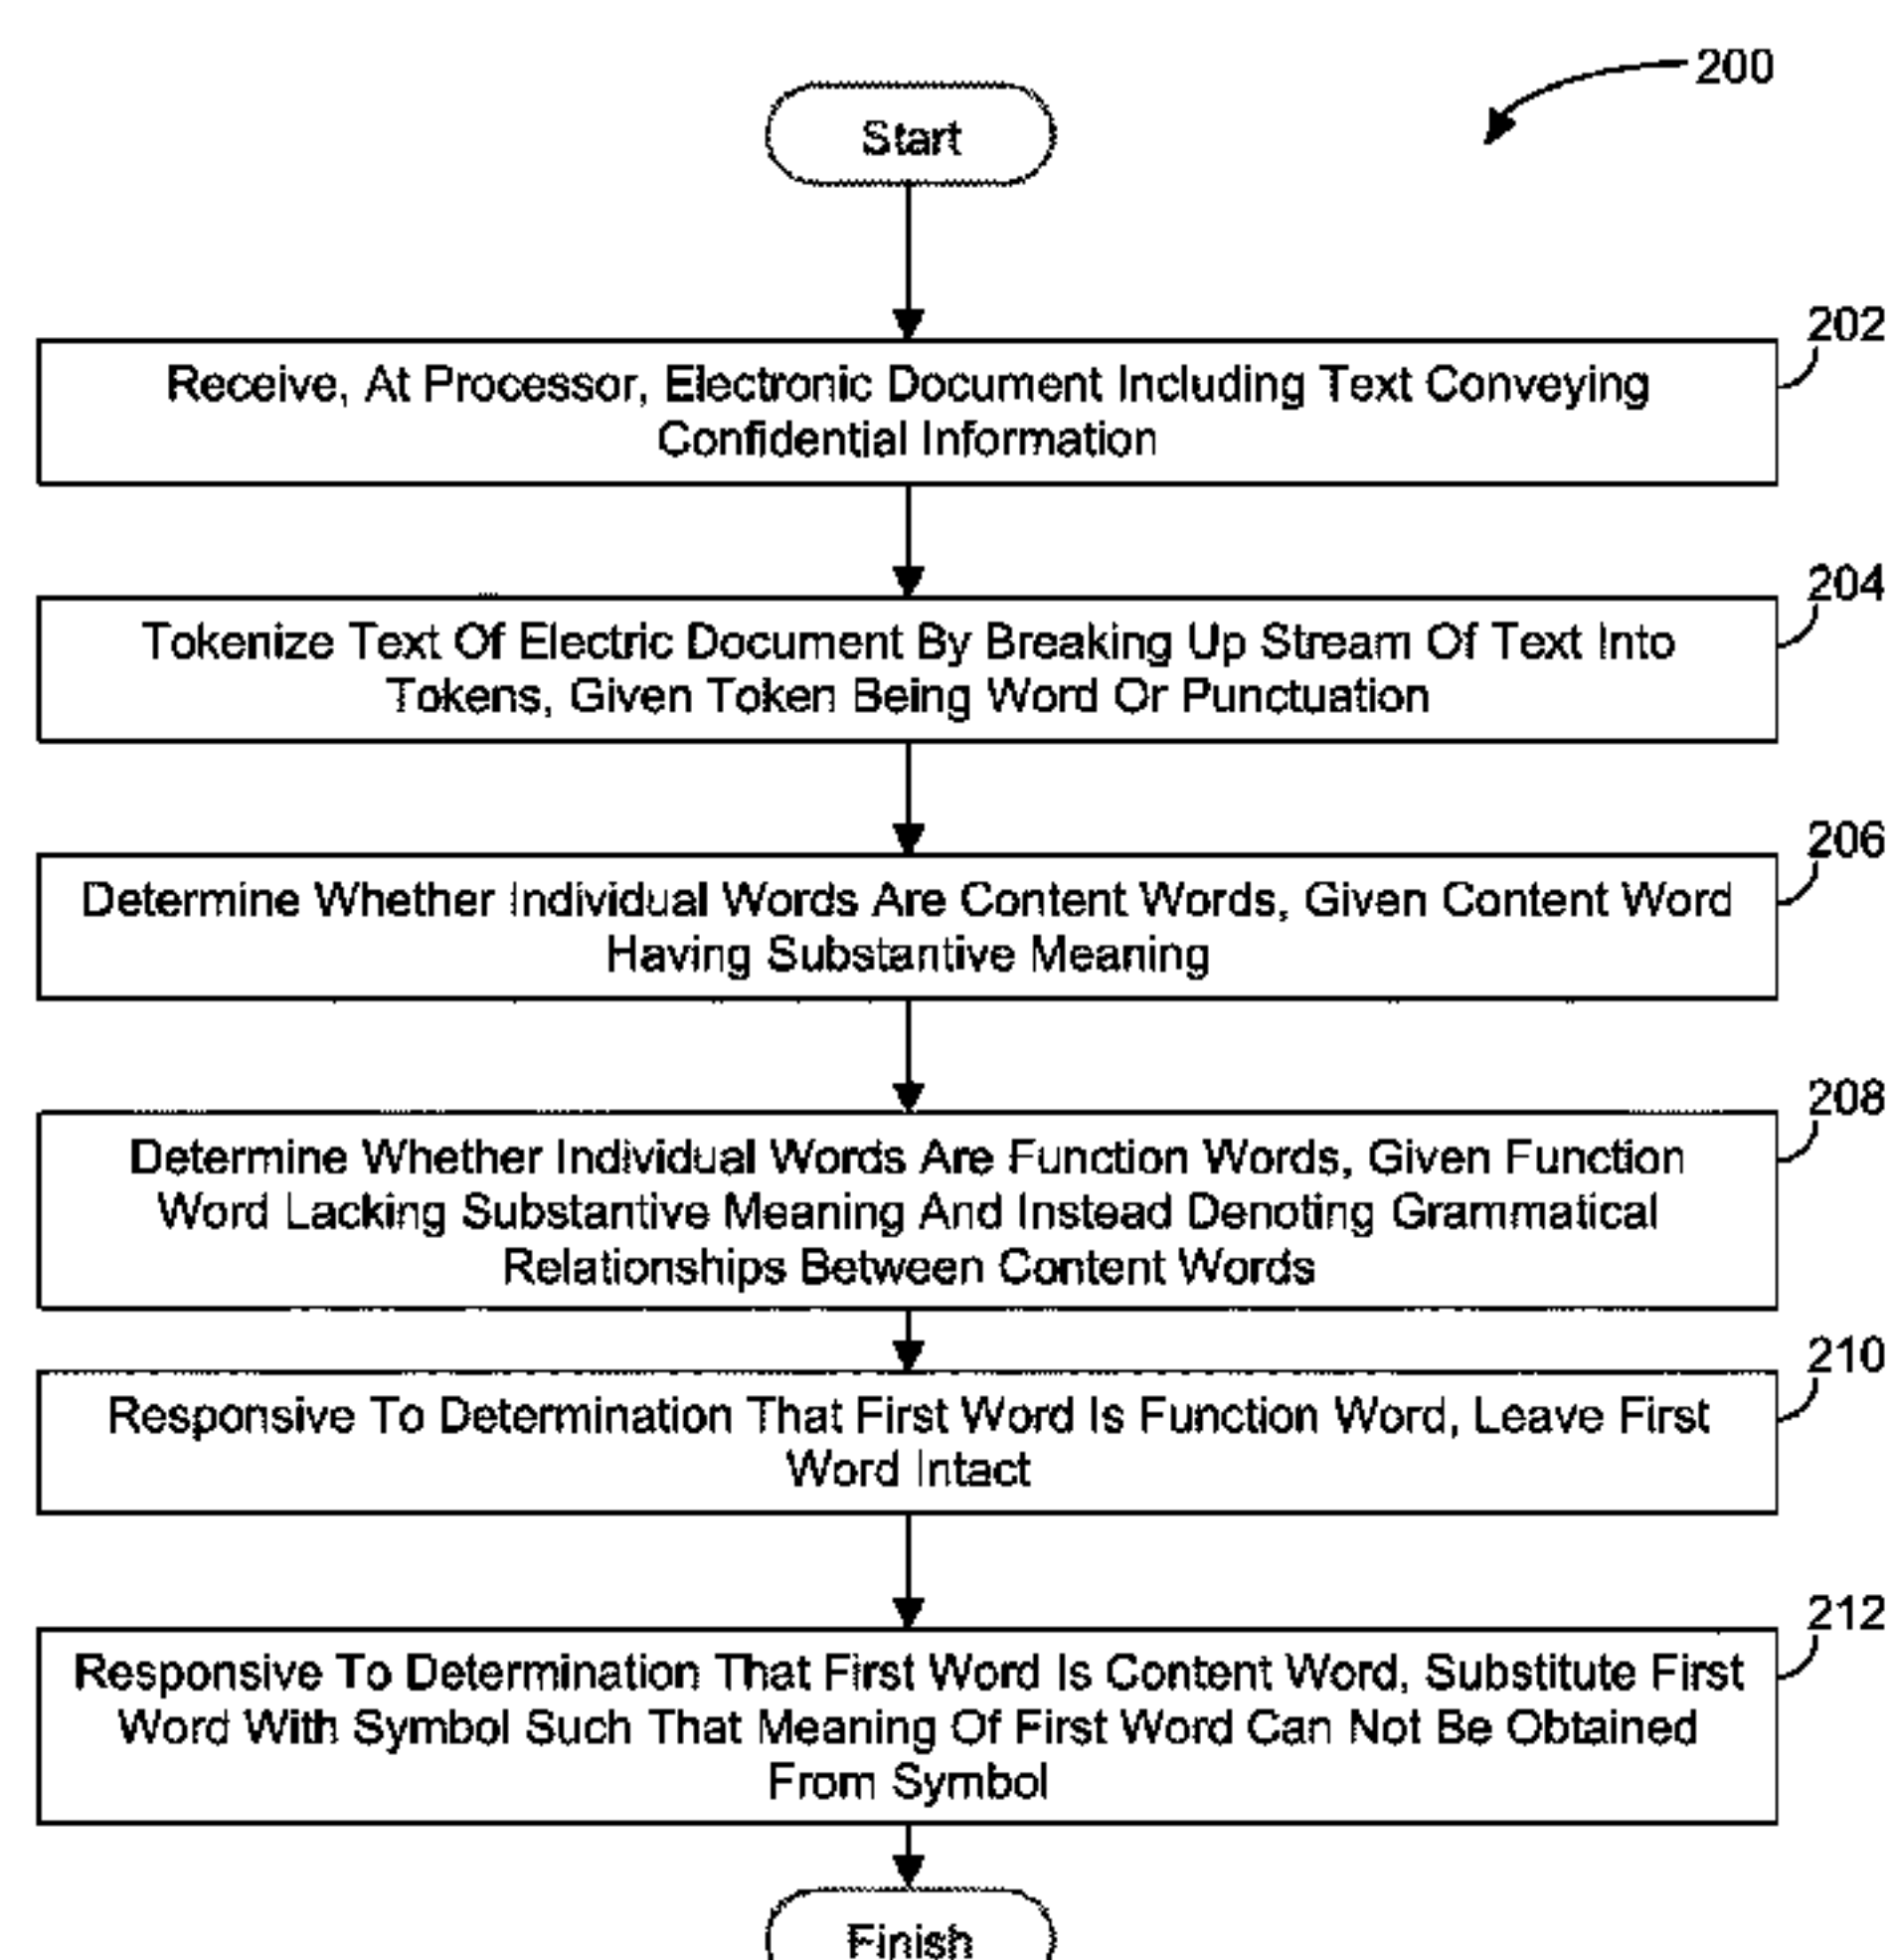 200
Start
202
Receive, At Processor, Electronic Document Including Text Conveying
Confidential Information
204
Tokenize Text Of Electric Document By Breaking Up Stream Of Text Into
Tokens, Given Token Being Word Or Punctuation
206
Determine Whether Individual Words Are Content Words, Given Content Word
Having Substantive Meaning
208
Determine Whether Individual Words Are Function Words, Given Function
Word Lacking Substantive Meaning And Instead Denoting Grammatical
Relationships Between Content Words
210
Responsive To Determination That First Word Is Function Word, Leave First
Word Intact
212
Responsive To Determination That First Word Is Content Word, Substitute First
Word With Symbol Such That Meaning Of First Word Can Not Be Obtained
From Symbol
Finish